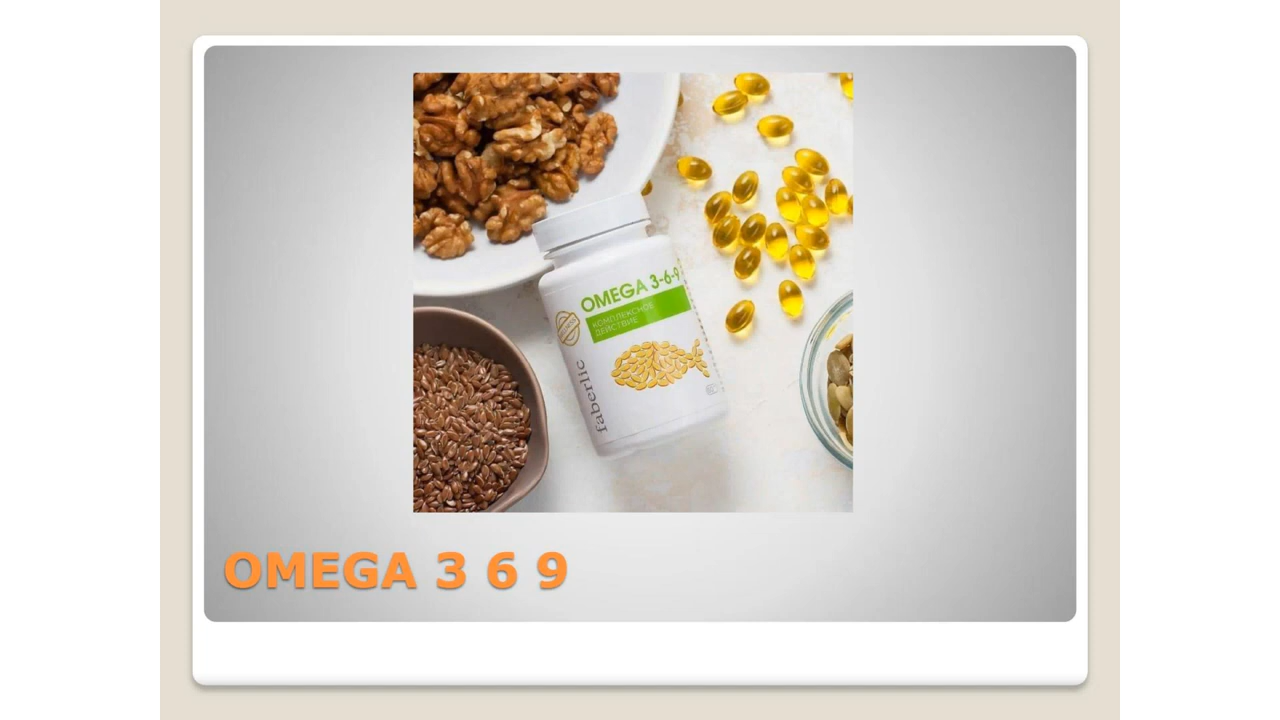 OMEGA 3-6-9
КОМПЛЕКСНОЕ
ДЕЙСТВИЕ
faberlic
OMEGA 3 6 9